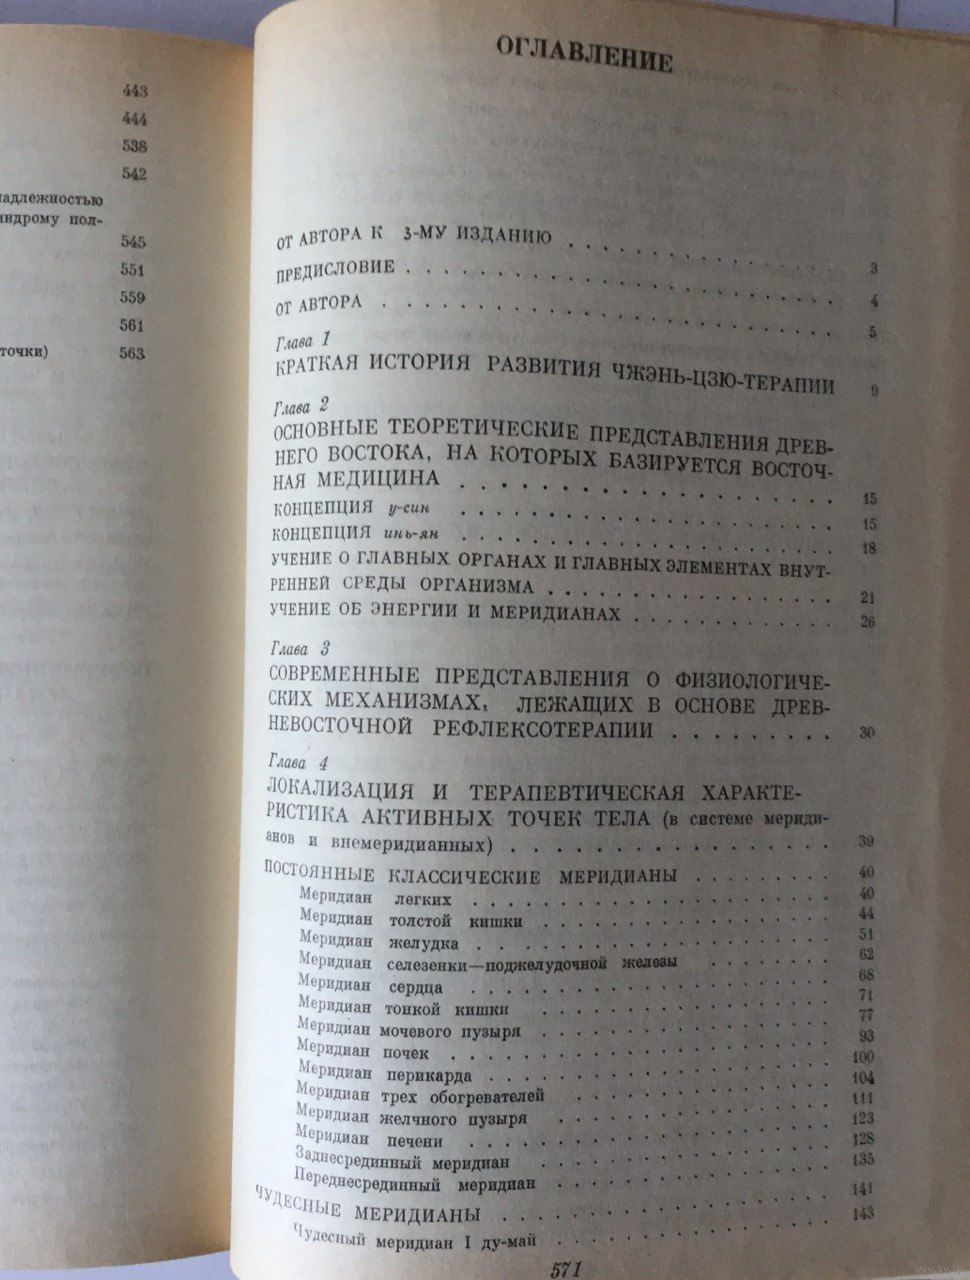 443
444
538
542
надлежностью
индрому пол-
545
551
559
561
точки) 563
ОГЛАВЛЕНИЕ
ОТ АВТОРА К 3-МУ ИЗДАНИЮ . . . . . . . . . . . 3
ПРЕДИСЛОВИЕ . . . . . . . . . . . . . . . . . 4
ОТ АВТОРА . . . . . . . . . . . . . . . . . . 5
Глава 1
КРАТКАЯ ИСТОРИЯ РАЗВИТИЯ ЧЖЭНЬ-ЦЗЮ-ТЕРАПИИ 9
Глава 2
ОСНОВНЫЕ ТЕОРЕТИЧЕСКИЕ ПРЕДСТАВЛЕНИЯ ДРЕВ-
НЕГО ВОСТОКА, НА КОТОРЫХ БАЗИРУЕТСЯ ВОСТОЧ-
НАЯ МЕДИЦИНА . . . . . . . . . . . . . . . . 15
КОНЦЕПЦИЯ у-син . . . . . . . . . . . . . . . 15
КОНЦЕПЦИЯ инь-ян . . . . . . . . . . . . . . . 18
УЧЕНИЕ О ГЛАВНЫХ ОРГАНАХ И ГЛАВНЫХ ЭЛЕМЕНТАХ ВНУТ-
РЕННЕЙ СРЕДЫ ОРГАНИЗМА . . . . . . . . . . . . 21
УЧЕНИЕ ОБ ЭНЕРГИИ И МЕРИДИАНАХ . . . . . . . . . 26
Глава 3
СОВРЕМЕННЫЕ ПРЕДСТАВЛЕНИЯ О ФИЗИОЛОГИЧЕ-
СКИХ МЕХАНИЗМАХ, ЛЕЖАЩИХ В ОСНОВЕ ДРЕВ-
НЕВОСТОЧНОЙ РЕФЛЕКСОТЕРАПИИ . . . . . . . . . 30
Глава 4
ЛОКАЛИЗАЦИЯ И ТЕРАПЕВТИЧЕСКАЯ ХАРАКТЕ-
РИСТИКА АКТИВНЫХ ТОЧЕК ТЕЛА (в системе мериди-
анов и внемеридианных) . . . . . . . . . . . . . 39
ПОСТОЯННЫЕ КЛАССИЧЕСКИЕ МЕРИДИАНЫ . . . . . . . 40
Меридиан легких . . . . . . . . . . . . . . . 40
Меридиан толстой кишки . . . . . . . . . . . . 44
Меридиан желудка . . . . . . . . . . . . . . . 51
Меридиан селезенки—поджелудочной железы . . . . . . 62
Меридиан сердца . . . . . . . . . . . . . . . 68
Меридиан тонкой кишки . . . . . . . . . . . . 71
Меридиан мочевого пузыря . . . . . . . . . . . 77
Меридиан почек . . . . . . . . . . . . . . . 93
Меридиан перикарда . . . . . . . . . . . . . . 100
Меридиан трех обогревателей . . . . . . . . . . 104
Меридиан желчного пузыря . . . . . . . . . . . 111
Меридиан печени . . . . . . . . . . . . . . . 123
Заднесрединный меридиан . . . . . . . . . . . 128
Переднесрединный меридиан . . . . . . . . . . 135
ЧУДЕСНЫЕ МЕРИДИАНЫ . . . . . . . . . . . . . 141
Чудесный меридиан I ду-май . . . . . . . . . . 143
571